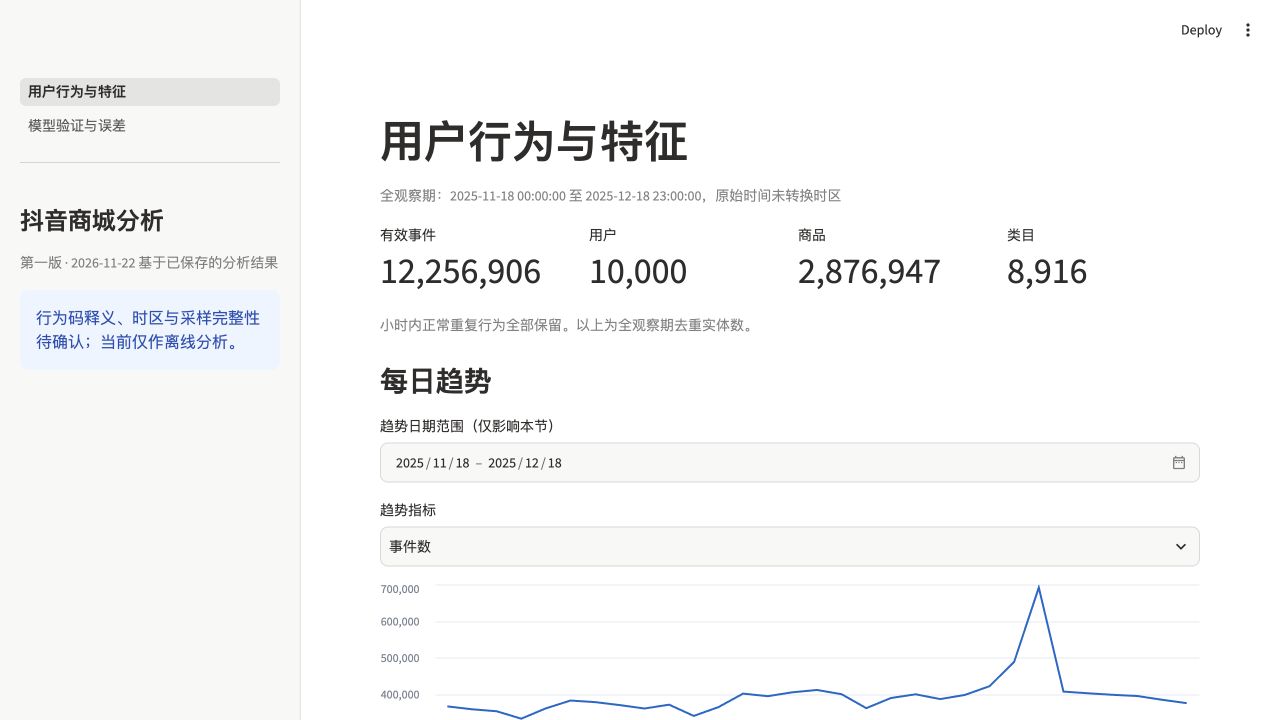 Deploy
用户行为与特征
模型验证与误差
抖音商城分析
第一版 · 2026-11-22 基于已保存的分析结果
行为码释义、时区与采样完整性
待确认；当前仅作离线分析。
用户行为与特征
全观察期：2025-11-18 00:00:00 至 2025-12-18 23:00:00，原始时间未转换时区
有效事件
12,256,906
用户
10,000
商品
2,876,947
类目
8,916
小时内正常重复行为全部保留。以上为全观察期去重实体数。
每日趋势
趋势日期范围（仅影响本节）
2025/11/18 – 2025/12/18
趋势指标
事件数
700,000
600,000
500,000
400,000